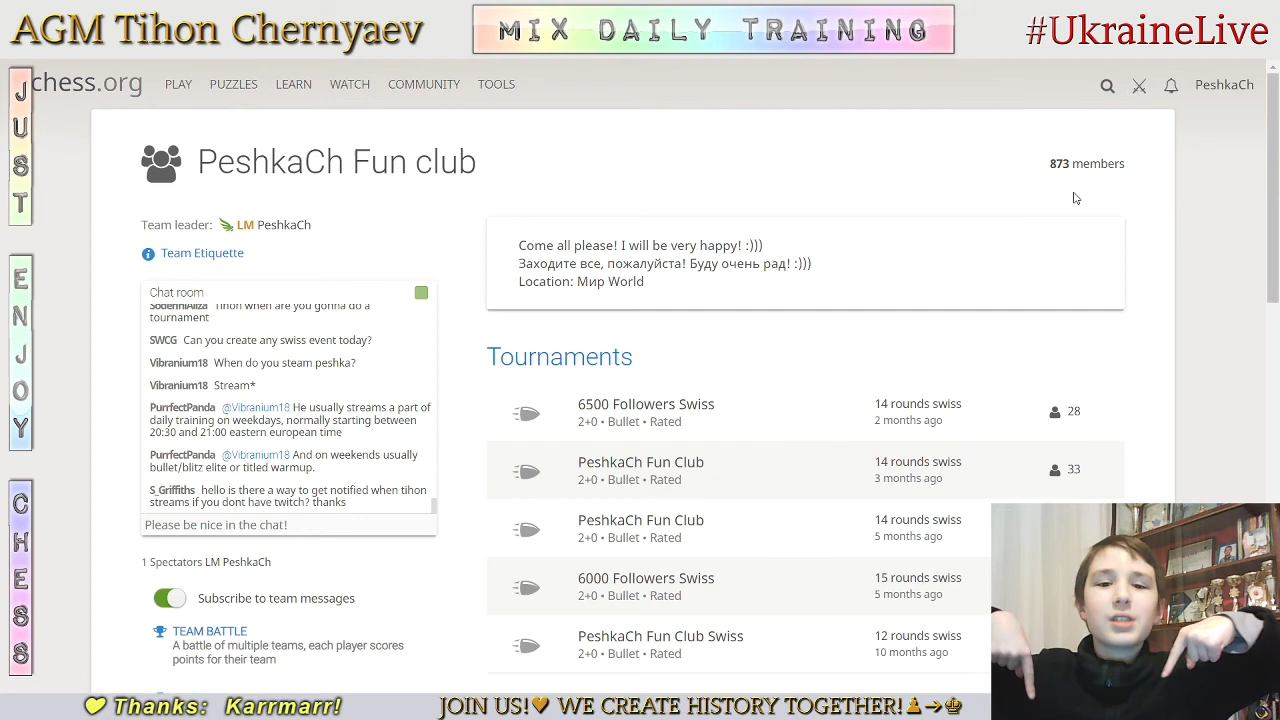 AGM Tihon Chernyaev
MIX DAILY TRAINING
#UkraineLive
JUST
ENJOY
CHESS
chess.org
PLAY PUZZLES LEARN WATCH COMMUNITY TOOLS
PeshkaCh
PeshkaCh Fun club
873 members
Team leader: LM PeshkaCh
Team Etiquette
Come all please! I will be very happy! :)))
Заходите все, пожалуйста! Буду очень рад! :)))
Location: Мир World
Chat room
SodermAliza Tihon when are you gonna do a
tournament
SWCG Can you create any swiss event today?
Vibranium18 When do you steam peshka?
Vibranium18 Stream*
PurrfectPanda @Vibranium18 He usually streams a part of
daily training on weekdays, normally starting between
20:30 and 21:00 eastern european time
PurrfectPanda @Vibranium18 And on weekends usually
bullet/blitz elite or titled warmup.
S_Griffiths hello is there a way to get notified when tihon
streams if you dont have twitch? thanks
Please be nice in the chat!
1 Spectators LM PeshkaCh
Subscribe to team messages
TEAM BATTLE
A battle of multiple teams, each player scores
points for their team
Tournaments
6500 Followers Swiss 14 rounds swiss 28
2+0 • Bullet • Rated 2 months ago
PeshkaCh Fun Club 14 rounds swiss 33
2+0 • Bullet • Rated 3 months ago
PeshkaCh Fun Club 14 rounds swiss
2+0 • Bullet • Rated 5 months ago
6000 Followers Swiss 15 rounds swiss
2+0 • Bullet • Rated 5 months ago
PeshkaCh Fun Club Swiss 12 rounds swiss
2+0 • Bullet • Rated 10 months ago
Thanks: Karrmarr!
JOIN US!♥ WE CREATE HISTORY TOGETHER!♟→♚